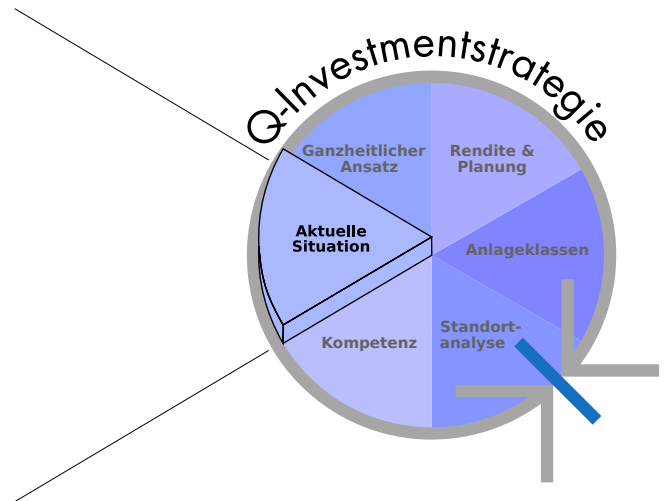 Q-Investmentstrategie
Ganzheitlicher
Ansatz
Rendite &
Planung
Aktuelle
Situation
Anlageklassen
Kompetenz
Standort-
analyse